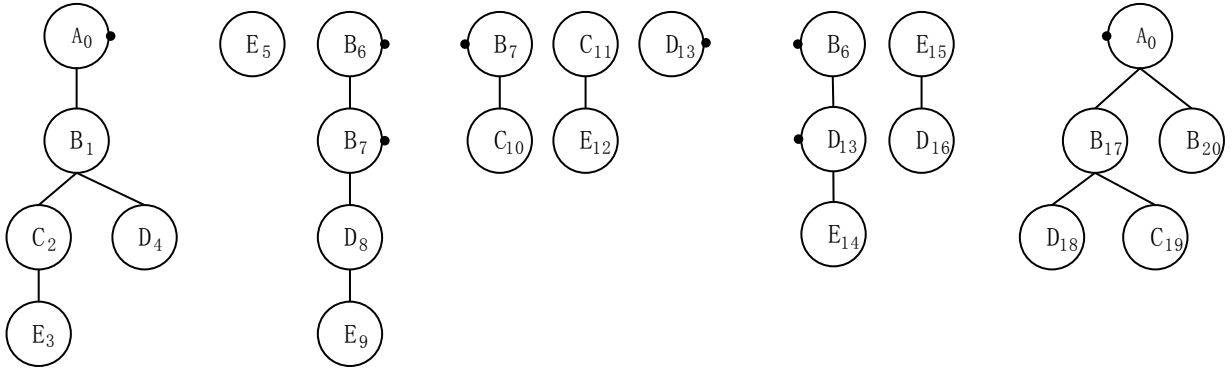 A0 E5 B6 B7 C11 D13 B6 E15 A0
B1 B7 C10 E12 D13 D16 B17 B20
C2 D4 D8 E14 D18 C19
E3 E9